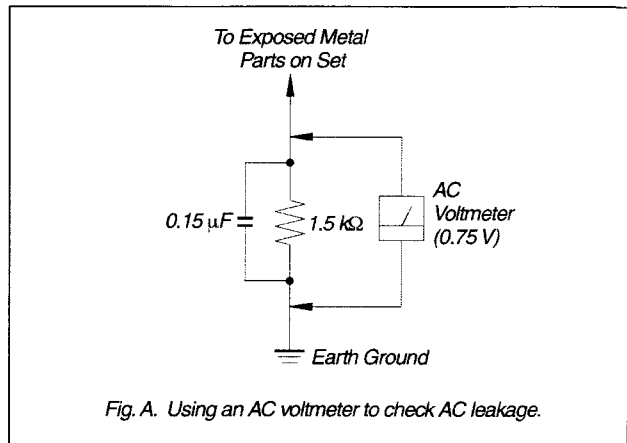 To Exposed Metal
Parts on Set
0.15 μF
1.5 kΩ
AC
Voltmeter
(0.75 V)
Earth Ground
Fig. A. Using an AC voltmeter to check AC leakage.